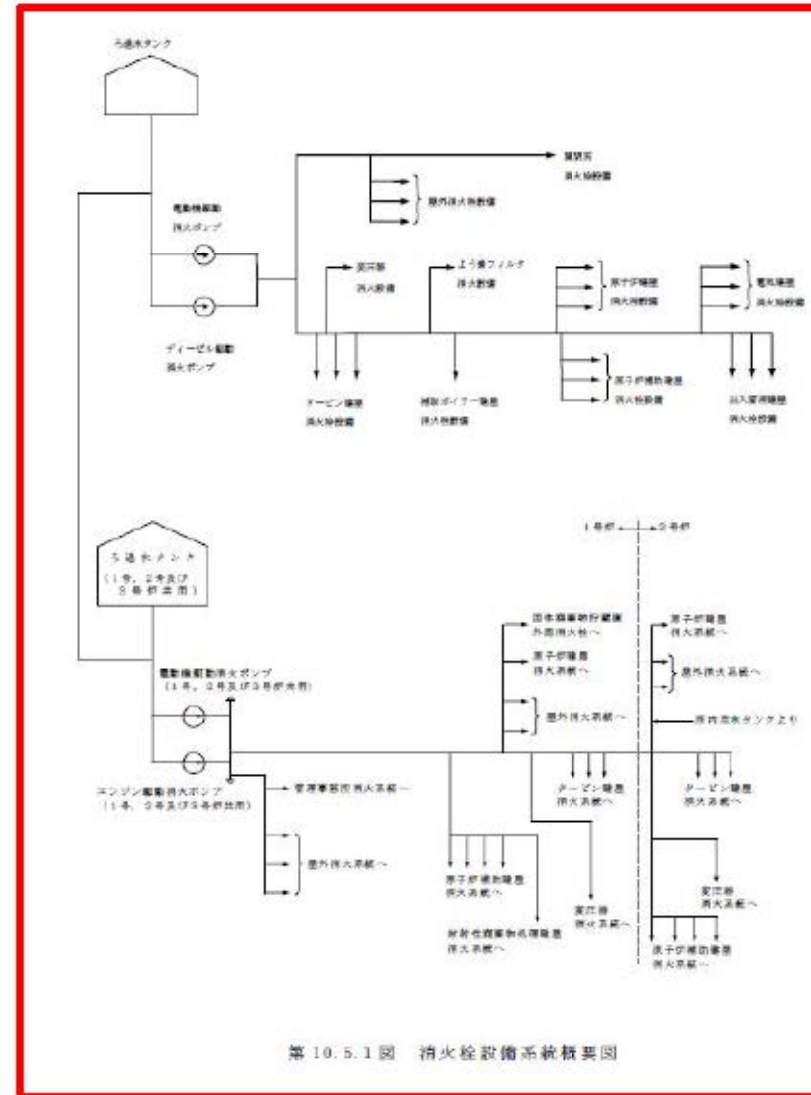 ろ過水タンク
電動機駆動
消火ポンプ
ディーゼル駆動
消火ポンプ
消火栓設備
屋外消火栓設備
変圧器
消火設備
よう素フィルタ
消火設備
原子炉建屋
消火栓設備
電気建屋
消火栓設備
タービン建屋
消火栓設備
補助ボイラー建屋
消火栓設備
原子炉補助建屋
消火栓設備
出入管理建屋
消火栓設備
ろ過水タンク
(1号,2号及び
3号炉共用)
1号炉
2号炉
電動機駆動消火ポンプ
(1号,2号及び3号炉共用)
エンジン駆動消火ポンプ
(1号,2号及び3号炉共用)
管理事務所消火系統へ
屋外消火系統へ
固体廃棄物貯蔵庫
外部消火栓へ
原子炉建屋
消火系統へ
屋外消火系統へ
タービン建屋
消火系統へ
原子炉補助建屋
消火系統へ
放射性廃棄物処理建屋
消火系統へ
変圧器
消火系統へ
原子炉建屋
消火系統へ
屋外消火系統へ
所内用水タンクより
タービン建屋
消火系統へ
変圧器
消火系統へ
原子炉補助建屋
消火系統へ
第10.5.1図 消火栓設備系統概要図